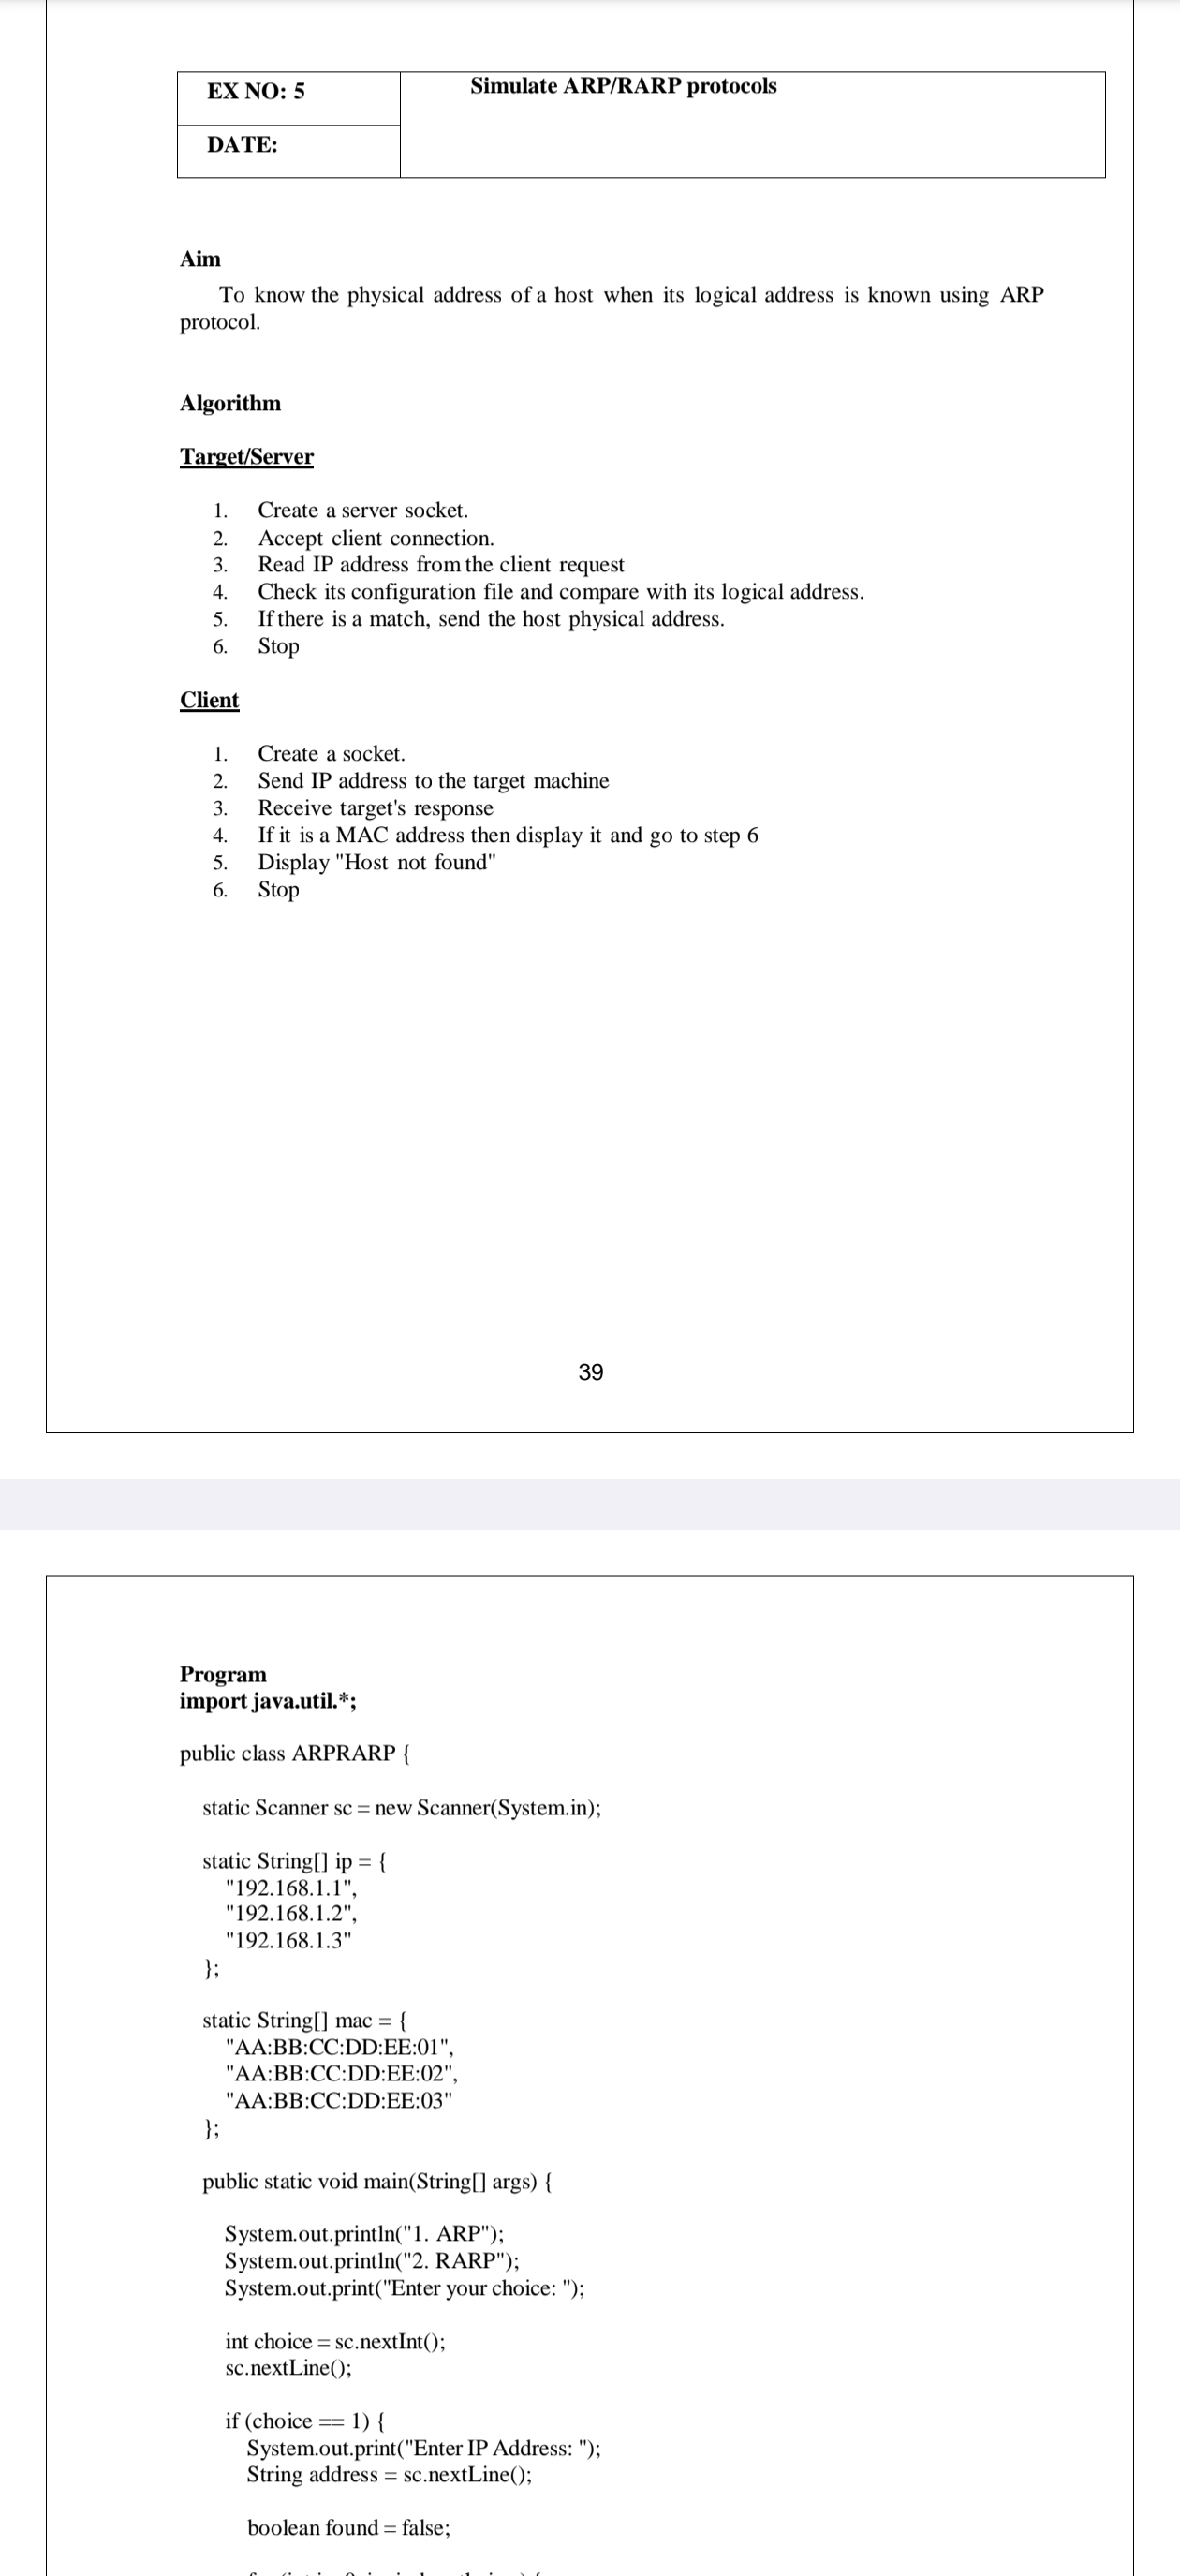 EX NO: 5
Simulate ARP/RARP protocols
DATE:
Aim
To know the physical address of a host when its logical address is known using ARP
protocol.
Algorithm
Target/Server
1. Create a server socket.
2. Accept client connection.
3. Read IP address from the client request
4. Check its configuration file and compare with its logical address.
5. If there is a match, send the host physical address.
6. Stop
Client
1. Create a socket.
2. Send IP address to the target machine
3. Receive target's response
4. If it is a MAC address then display it and go to step 6
5. Display "Host not found"
6. Stop
39
Program
import java.util.*;
public class ARPRARP {
static Scanner sc = new Scanner(System.in);
static String[] ip = {
"192.168.1.1",
"192.168.1.2",
"192.168.1.3"
};
static String[] mac = {
"AA:BB:CC:DD:EE:01",
"AA:BB:CC:DD:EE:02",
"AA:BB:CC:DD:EE:03"
};
public static void main(String[] args) {
System.out.println("1. ARP");
System.out.println("2. RARP");
System.out.print("Enter your choice: ");
int choice = sc.nextInt();
sc.nextLine();
if (choice == 1) {
System.out.print("Enter IP Address: ");
String address = sc.nextLine();
boolean found = false;